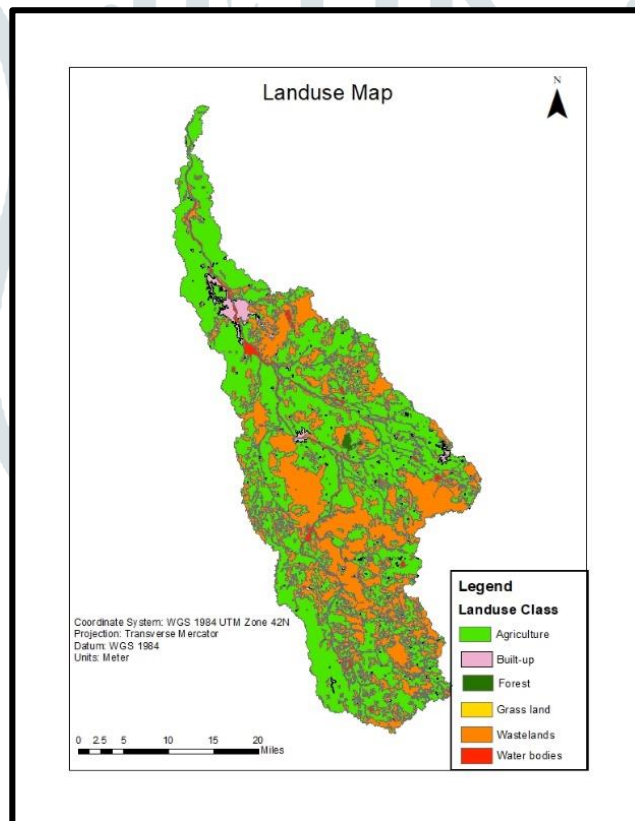 Landuse Map
N
Coordinate System: WGS 1984 UTM Zone 42N
Projection: Transverse Mercator
Datum: WGS 1984
Units: Meter
0 2.5 5 10 15 20
Miles
Legend
Landuse Class
Agriculture
Built-up
Forest
Grass land
Wastelands
Water bodies